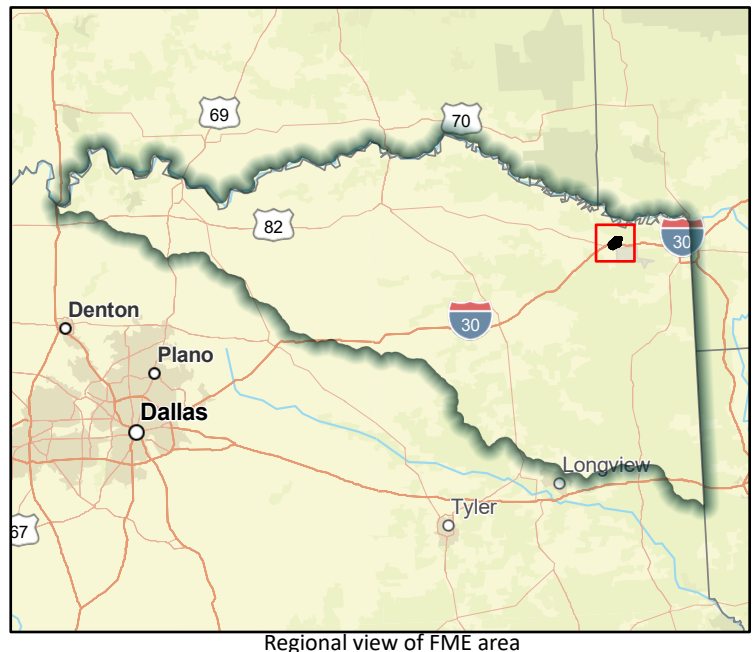 69
70
82
30
Denton
30
Plano
Dallas
Longview
Tyler
67
Regional view of FME area